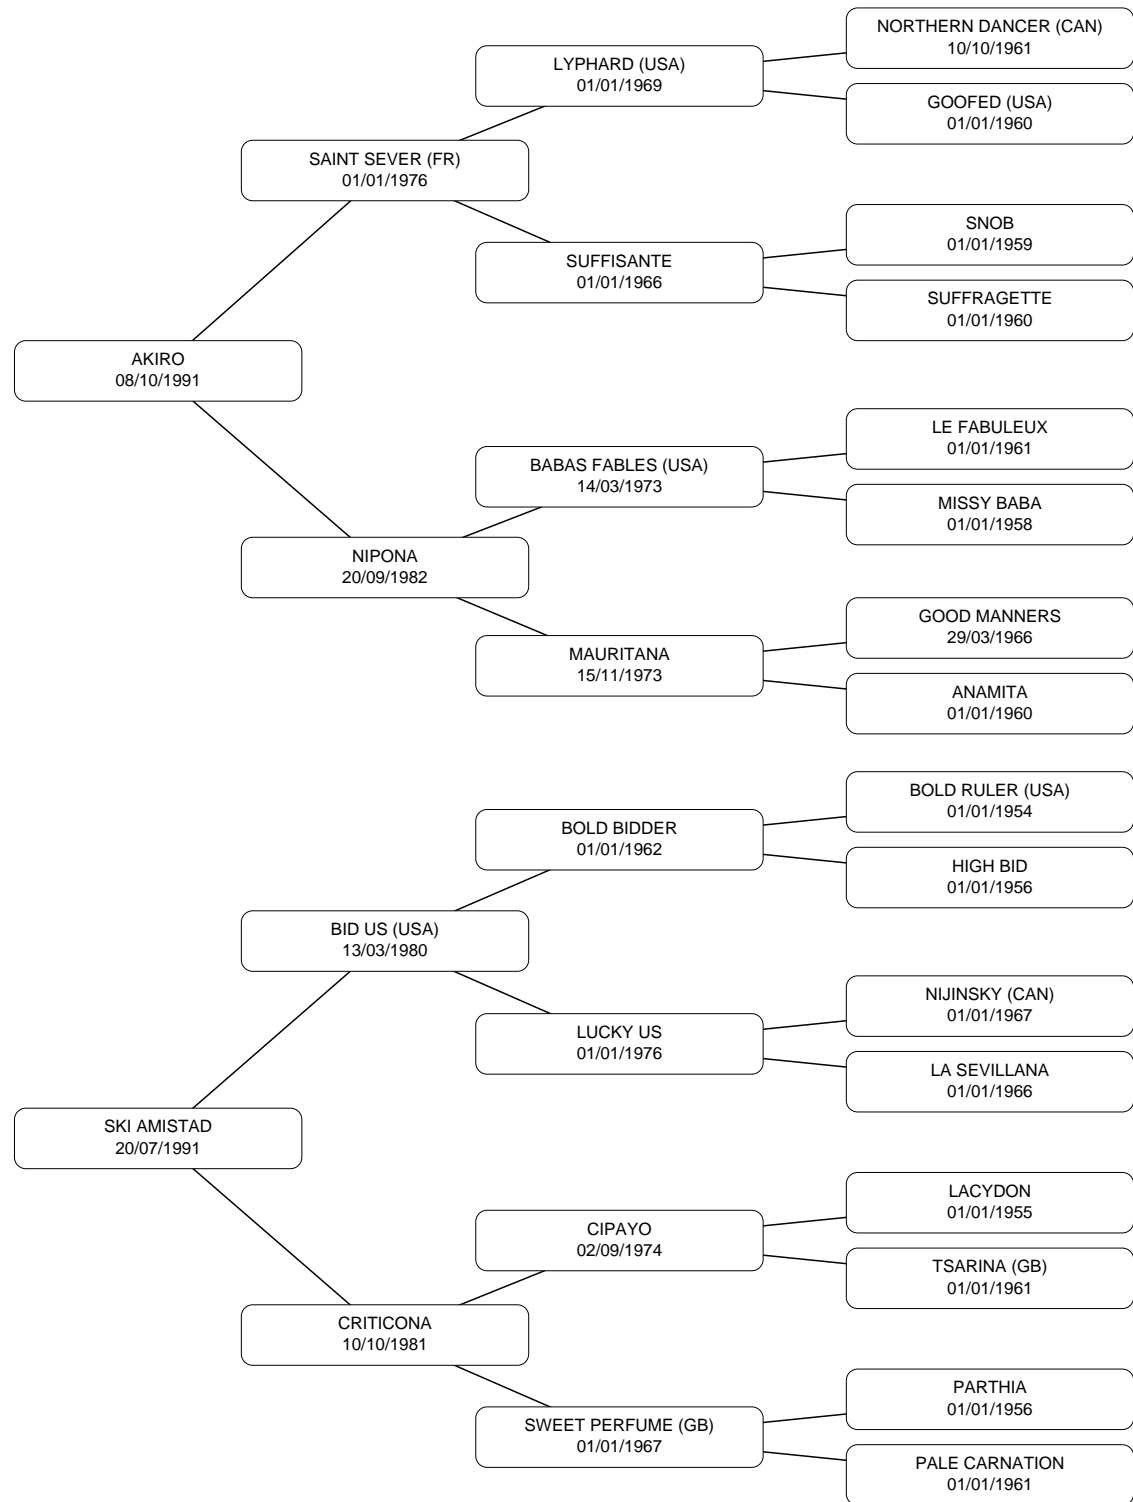 NORTHERN DANCER (CAN)
10/10/1961
LYPHARD (USA)
01/01/1969
GOOFED (USA)
01/01/1960
SAINT SEVER (FR)
01/01/1976
SNOB
01/01/1959
SUFFISANTE
01/01/1966
SUFFRAGETTE
01/01/1960
AKIRO
08/10/1991
LE FABULEUX
01/01/1961
BABAS FABLES (USA)
14/03/1973
MISSY BABA
01/01/1958
NIPONA
20/09/1982
GOOD MANNERS
29/03/1966
MAURITANA
15/11/1973
ANAMITA
01/01/1960
BOLD RULER (USA)
01/01/1954
BOLD BIDDER
01/01/1962
HIGH BID
01/01/1956
BID US (USA)
13/03/1980
NIJINSKY (CAN)
01/01/1967
LUCKY US
01/01/1976
LA SEVILLANA
01/01/1966
SKI AMISTAD
20/07/1991
LACYDON
01/01/1955
CIPAYO
02/09/1974
TSARINA (GB)
01/01/1961
CRITICONA
10/10/1981
PARTHIA
01/01/1956
SWEET PERFUME (GB)
01/01/1967
PALE CARNATION
01/01/1961